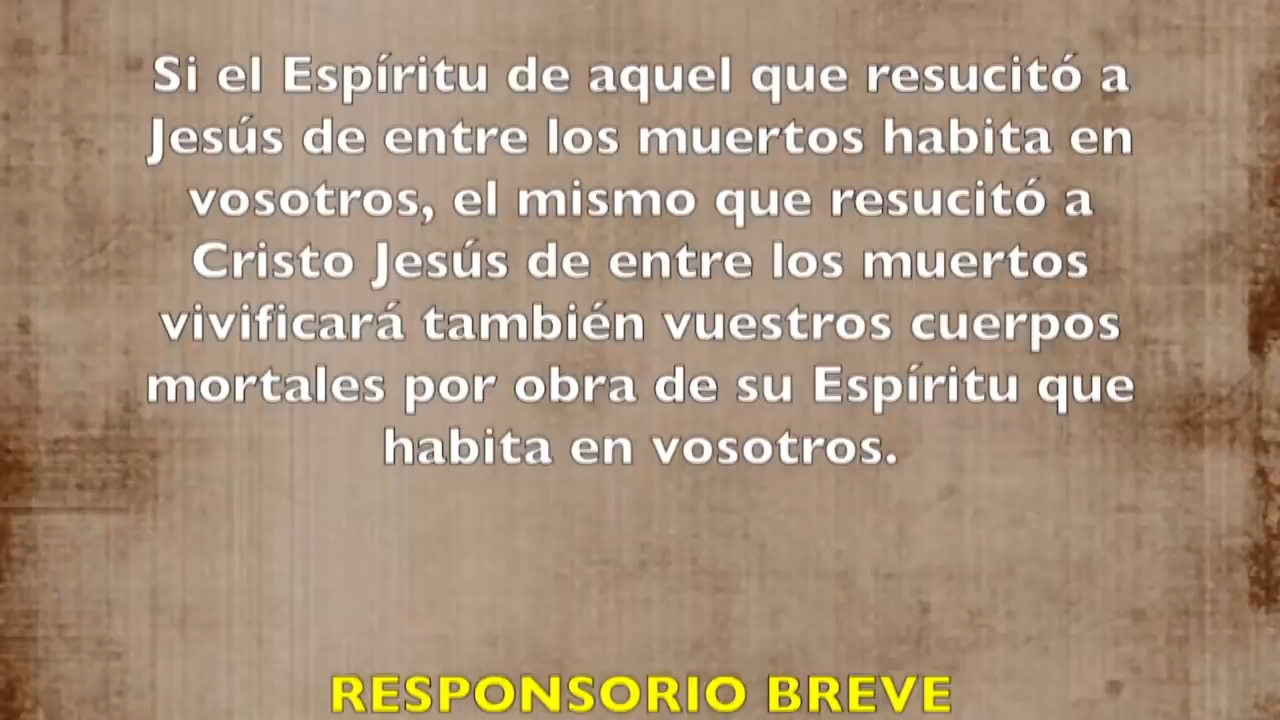 Si el Espíritu de aquel que resucitó a
Jesús de entre los muertos habita en
vosotros, el mismo que resucitó a
Cristo Jesús de entre los muertos
vivificará también vuestros cuerpos
mortales por obra de su Espíritu que
habita en vosotros.
RESPONSORIO BREVE